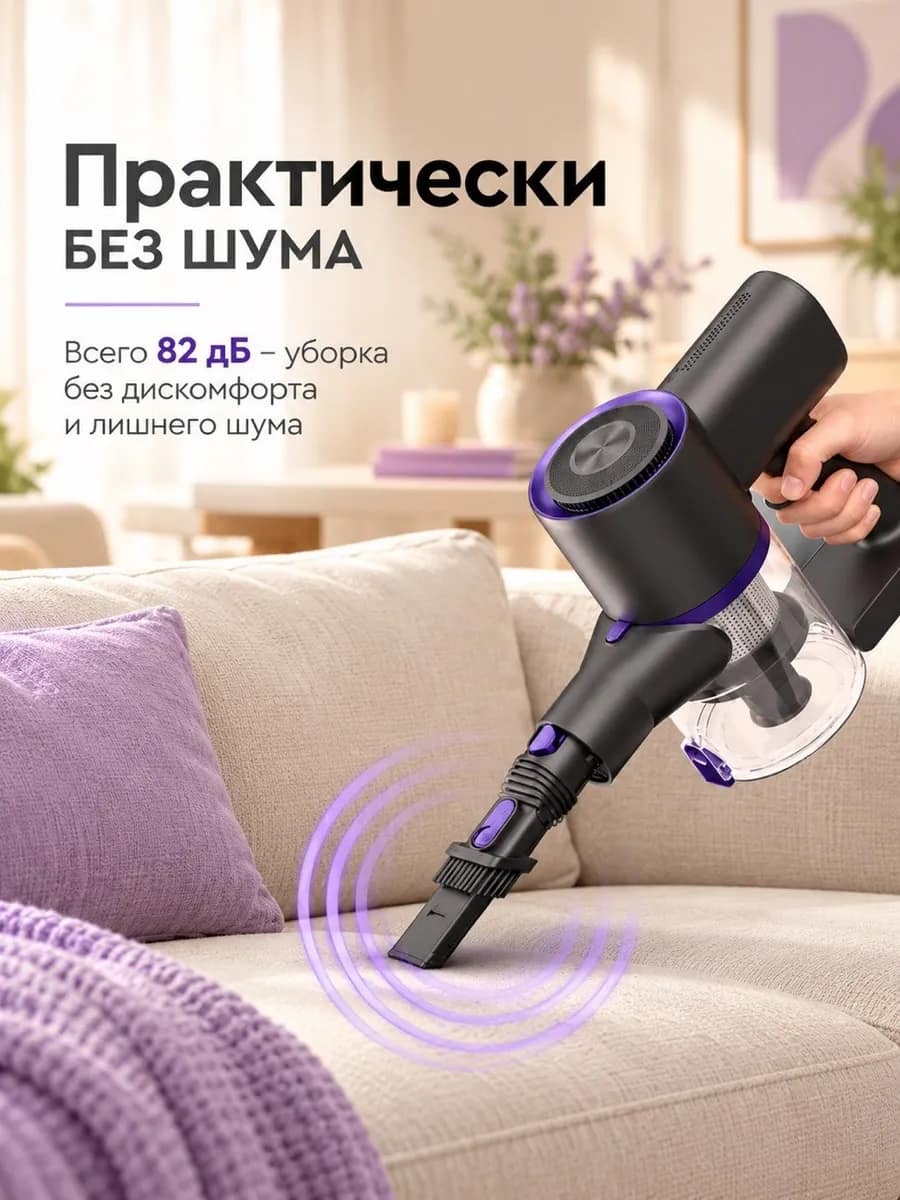 Практически
БЕЗ ШУМА
Всего 82 дБ – уборка
без дискомфорта
и лишнего шума